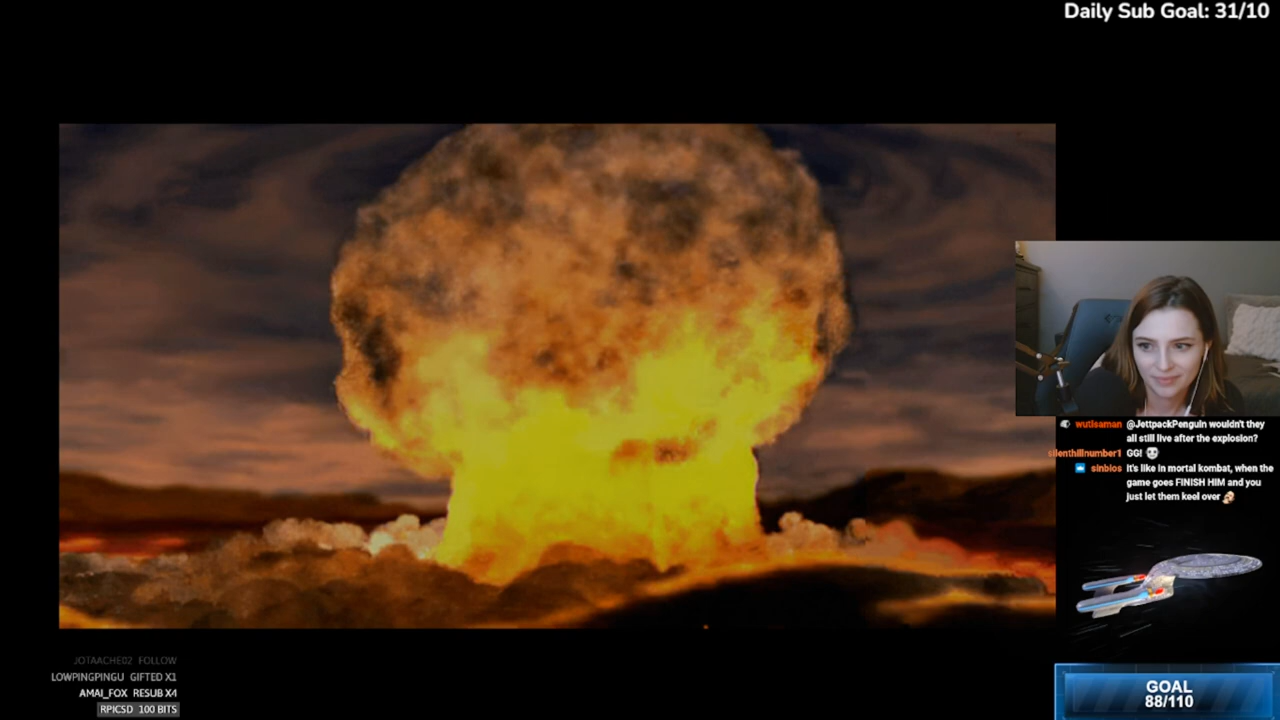 Daily Sub Goal: 31/10
wutisaman @JettpackPenguin wouldn't they
all still live after the explosion?
silenthillnumber1 GG!
sinbios It's like in mortal kombat, when the
game goes FINISH HIM and you
just let them keel over
JOTAACHE02 FOLLOW
LOWPINGPINGU GIFTED X1
AMAI_FOX RESUB X4
RPICSD 100 BITS
GOAL
88/110